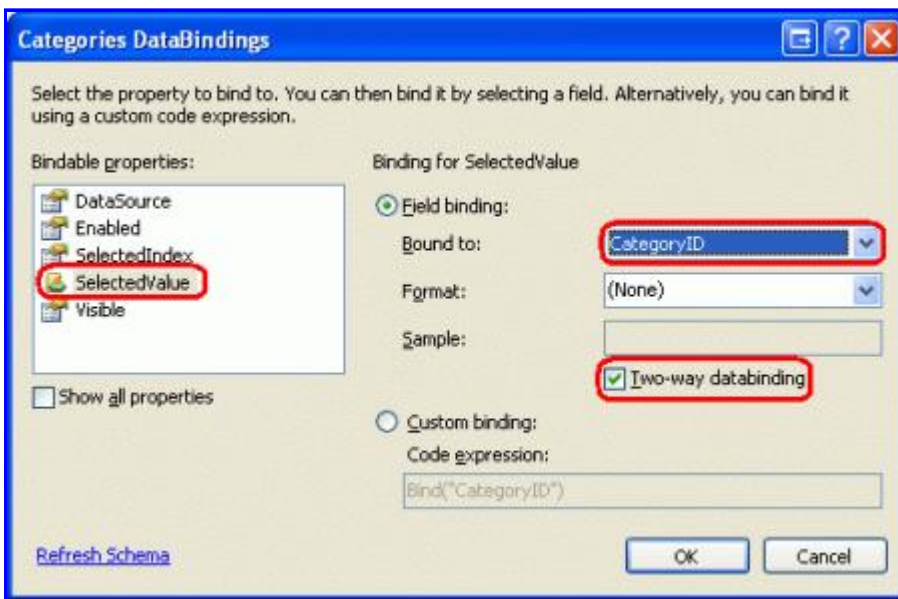 Categories DataBindings
Select the property to bind to. You can then bind it by selecting a field. Alternatively, you can bind it
using a custom code expression.
Bindable properties:
DataSource
Enabled
SelectedIndex
SelectedValue
Visible
Show all properties
Binding for SelectedValue
Field binding:
Bound to:
CategoryID
Format:
(None)
Sample:
Two-way databinding
Custom binding:
Code expression:
Bind("CategoryID")
Refresh Schema
OK
Cancel